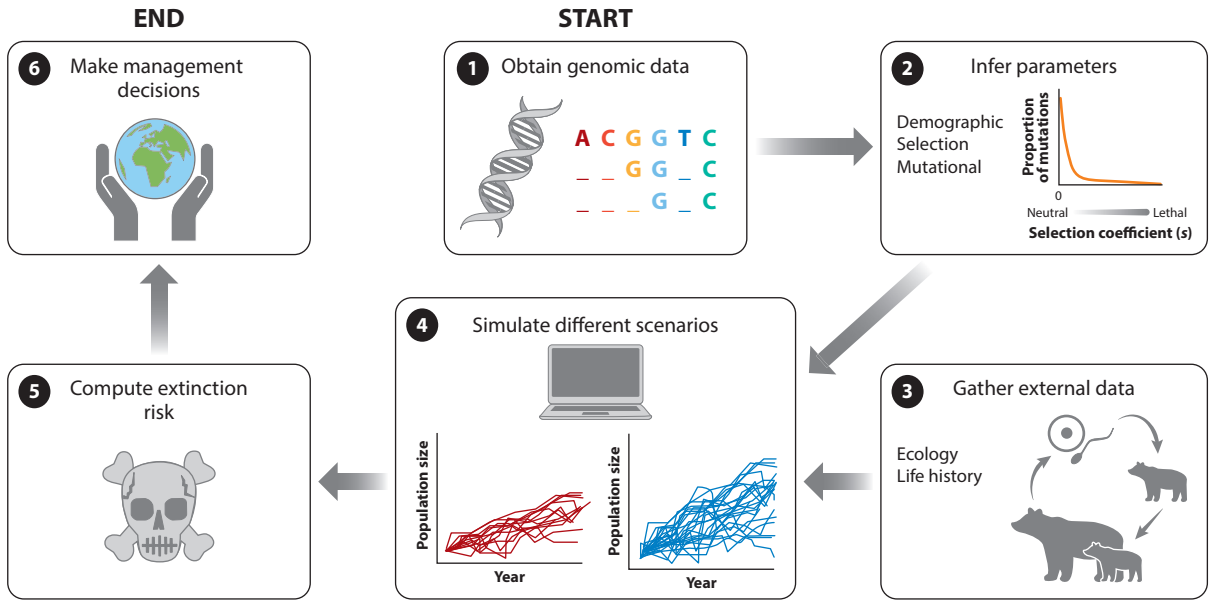 END
START
6
Make management
decisions
1
Obtain genomic data
A C G G T C
_ _ G G _ C
_ _ _ G _ C
2
Infer parameters
Demographic
Selection
Mutational
Proportion
of mutations
0
Neutral
Lethal
Selection coefficient (s)
3
Gather external data
Ecology
Life history
4
Simulate different scenarios
Population size
Year
Population size
Year
5
Compute extinction
risk